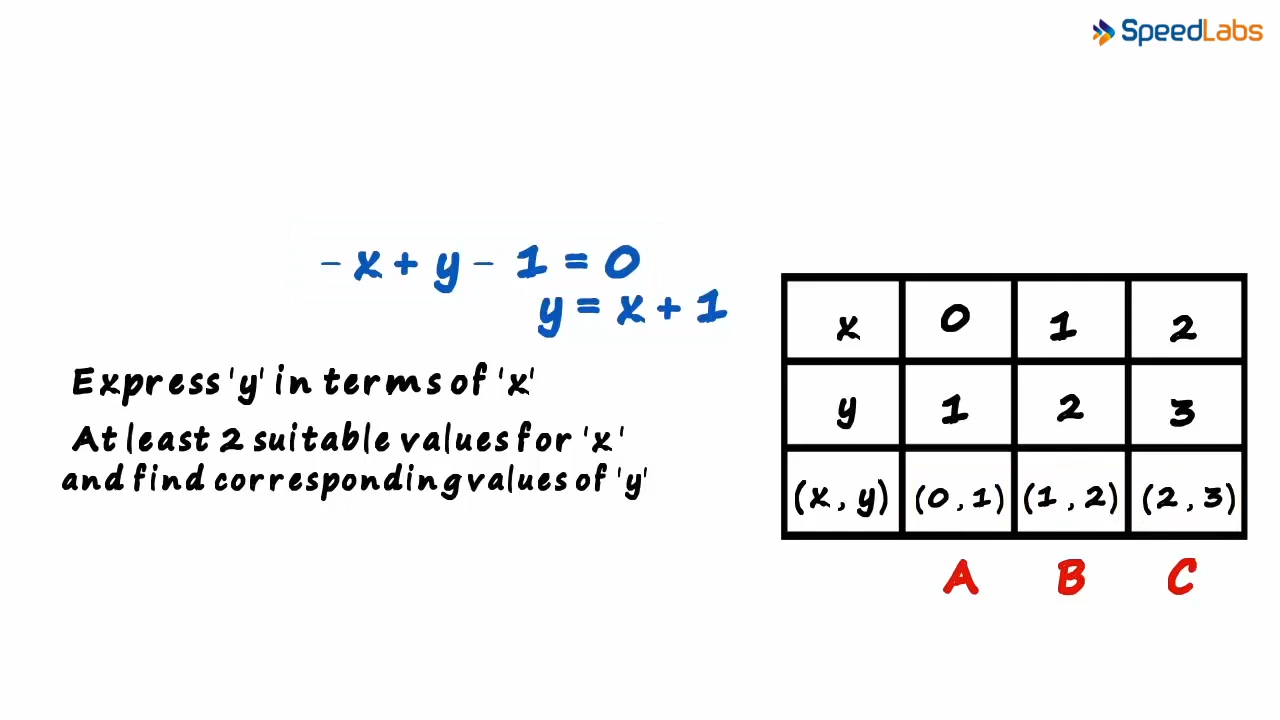 SpeedLabs
- x + y - 1 = 0
y = x + 1
Express 'y' in terms of 'x'
At least 2 suitable values for 'x'
and find corresponding values of 'y'
x 0 1 2
y 1 2 3
(x, y) (0, 1) (1, 2) (2, 3)
A B C